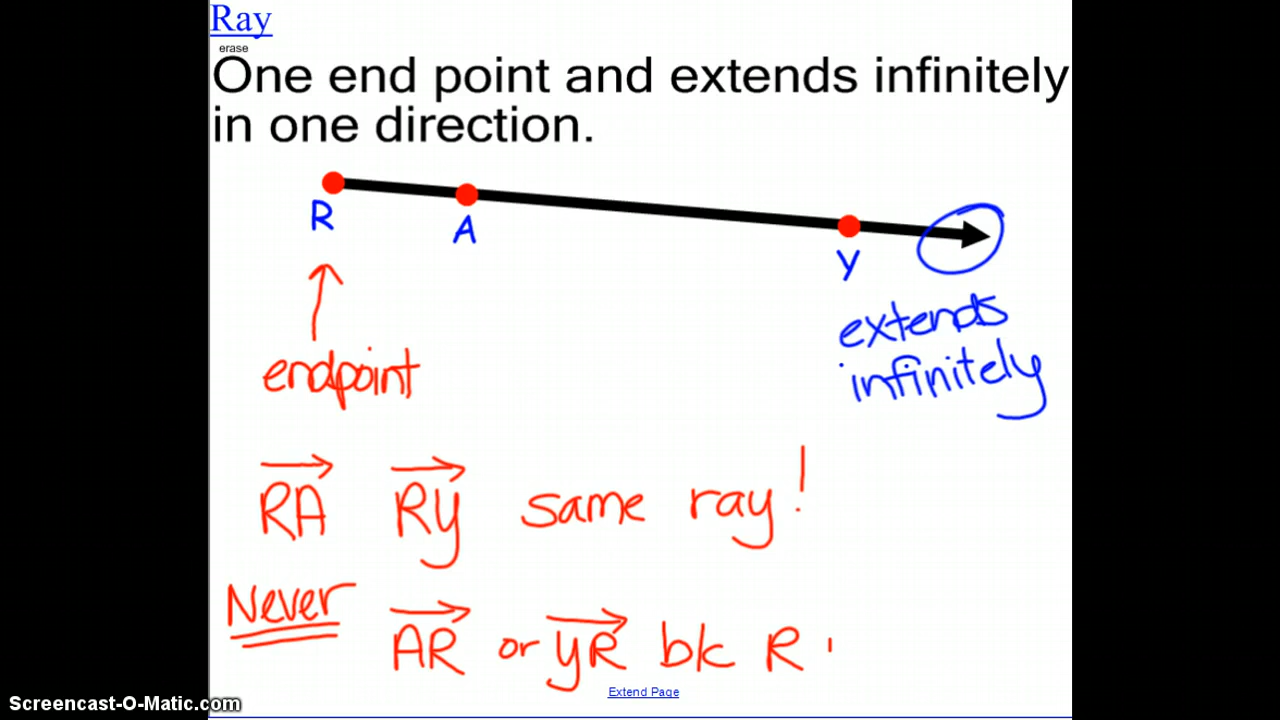 Ray
erase
One end point and extends infinitely
in one direction.
R
A
Y
extends
infinitely
endpoint
RA RY same ray!
Never
AR or YR b/c R
Extend Page
Screencast-O-Matic.com